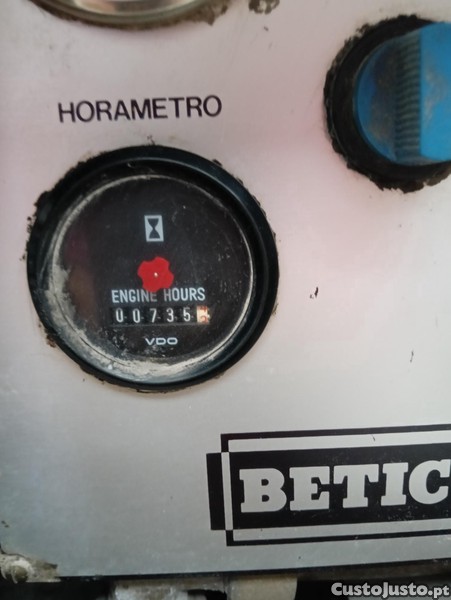 HORAMETRO
ENGINE HOURS
00735
VDO
BETIC
CustoJusto.pt